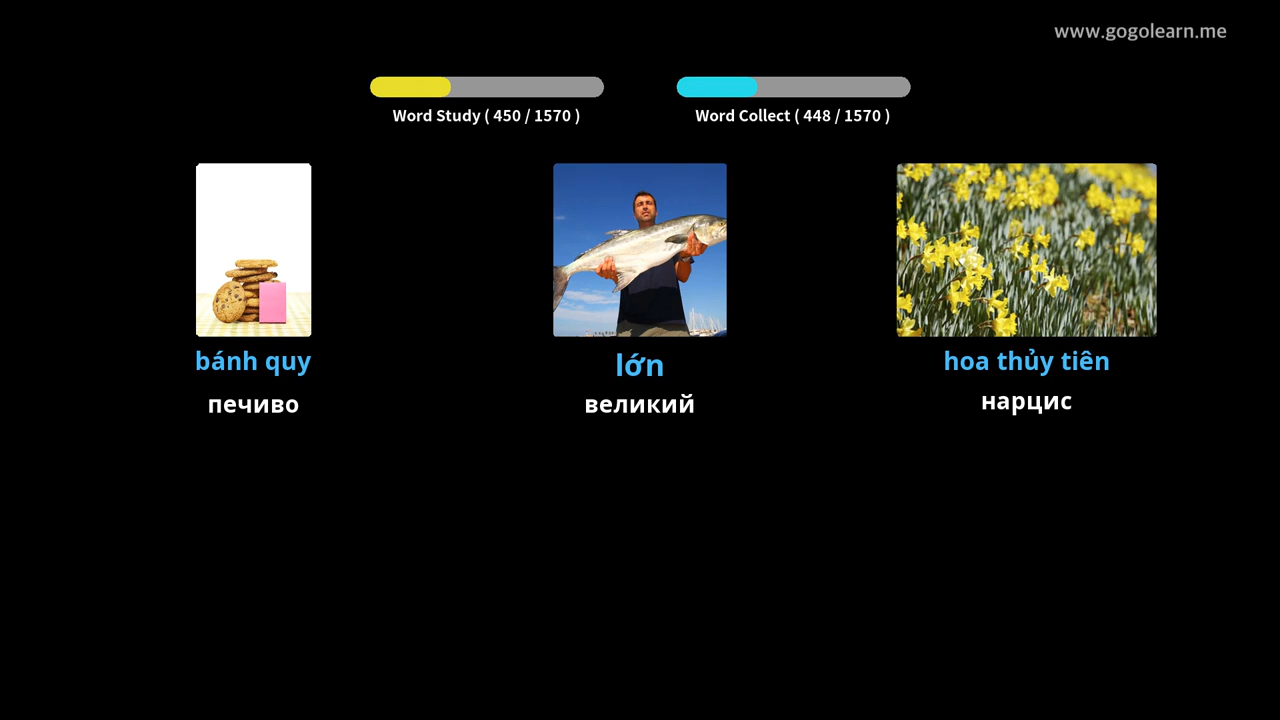 www.gogolearn.me
Word Study ( 450 / 1570 )
Word Collect ( 448 / 1570 )
bánh quy
печиво
lớn
великий
hoa thủy tiên
нарцис